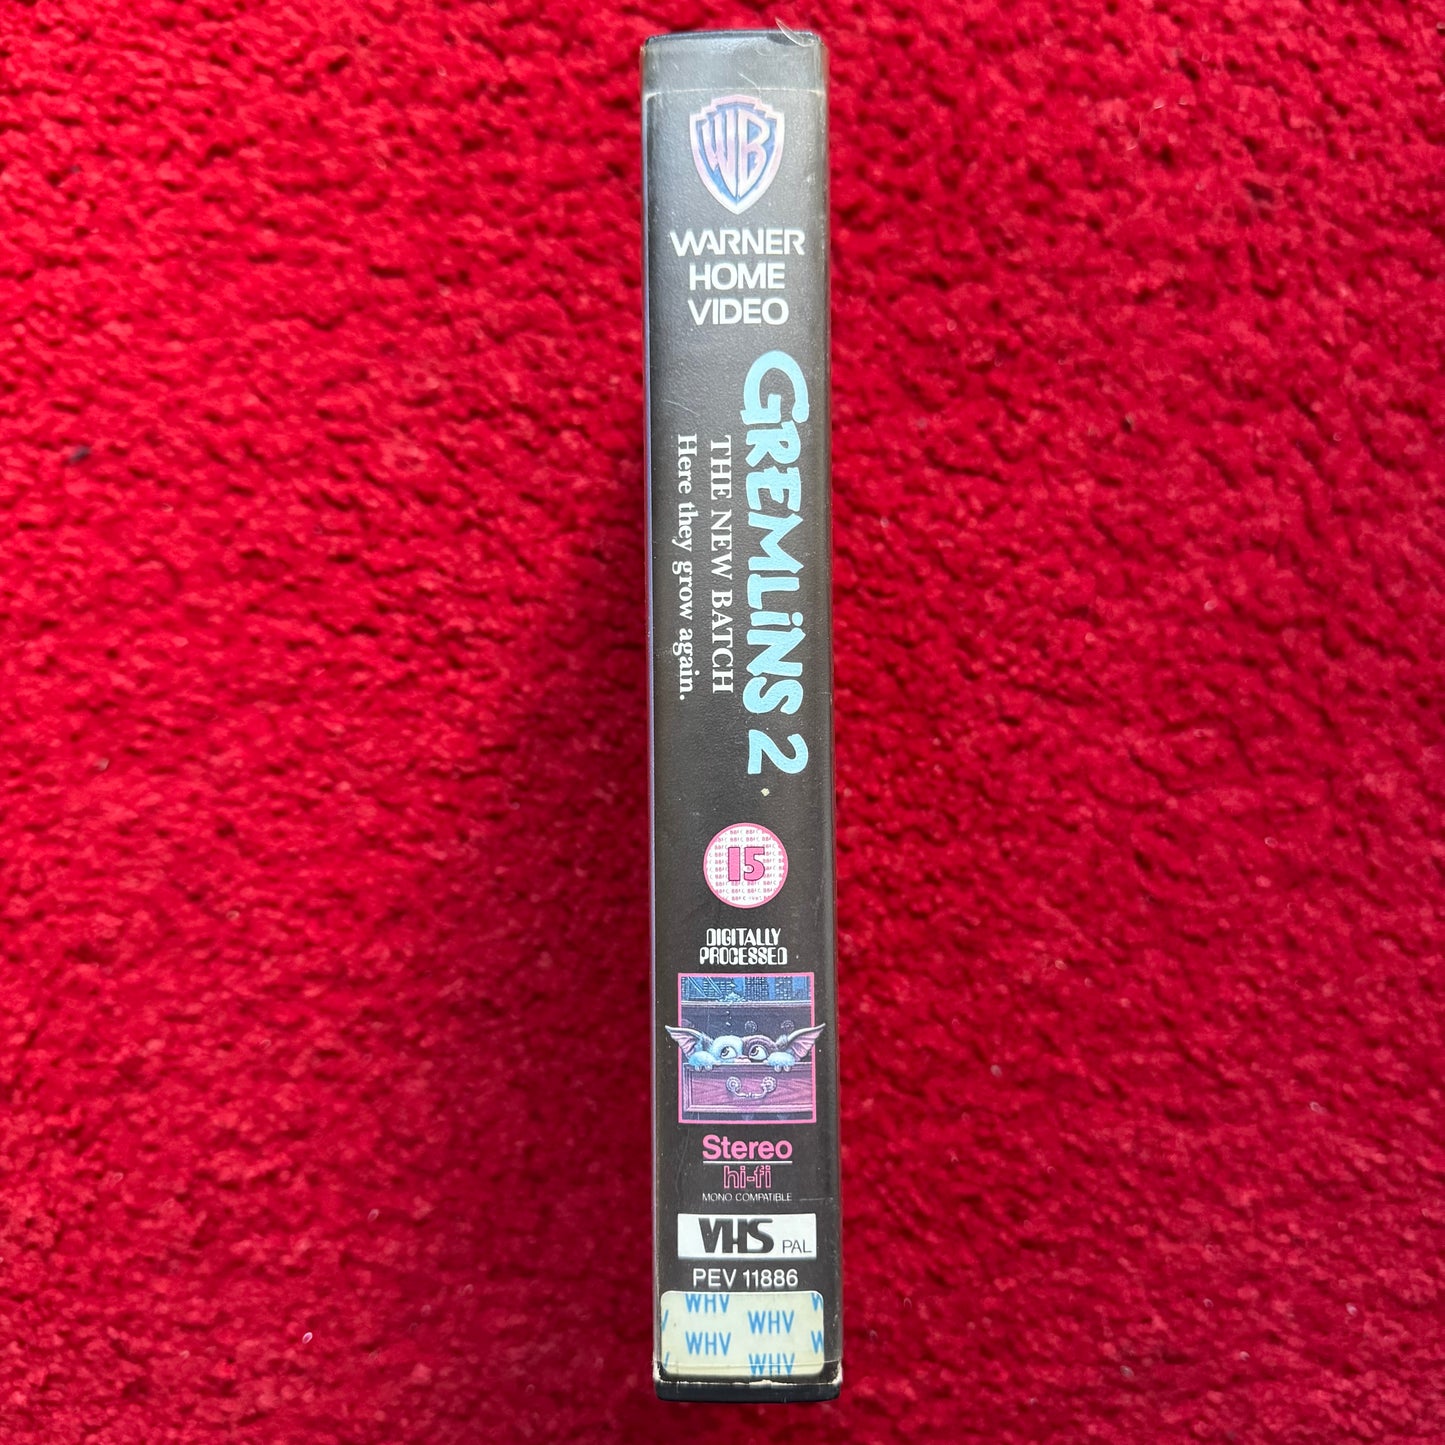 WB
WARNER
HOME
VIDEO
GREMLiNS 2
THE NEW BATCH
Here they grow again.
15
DIGITALLY
PROCESSED
Stereo
hi-fi
MONO COMPATIBLE
VHS PAL
PEV 11886
WHV
WHV
WHV
WHV